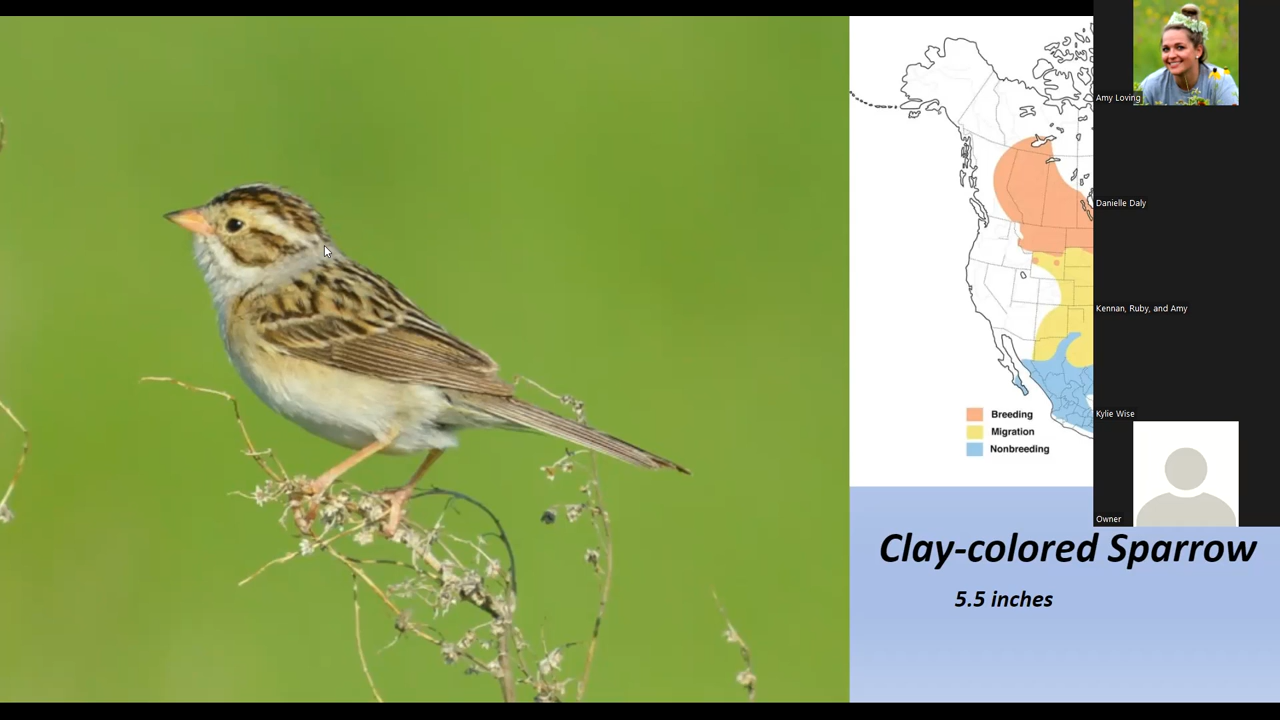 Amy Loving
Danielle Daly
Kennan, Ruby, and Amy
Kylie Wise
Owner
Breeding
Migration
Nonbreeding
Clay-colored Sparrow
5.5 inches